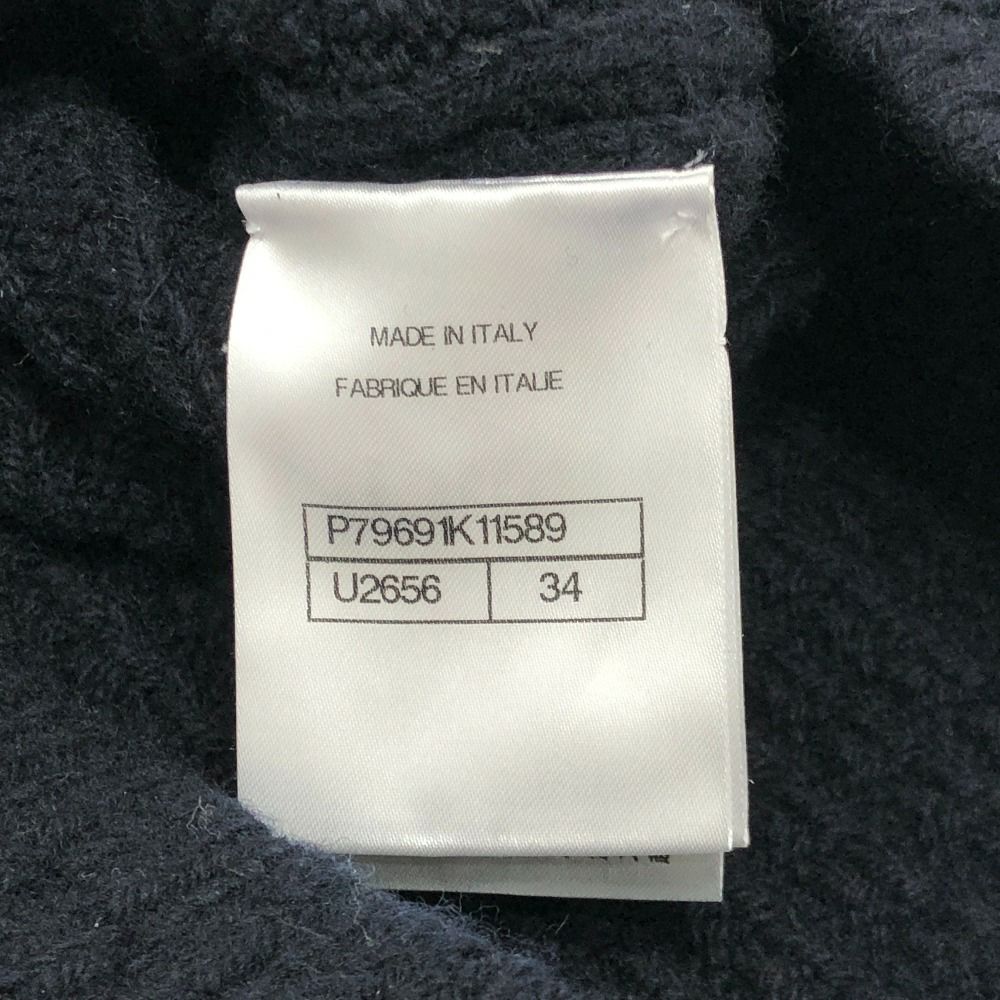 MADE IN ITALY
FABRIQUE EN ITALIE
P79691K11589
U2656 34